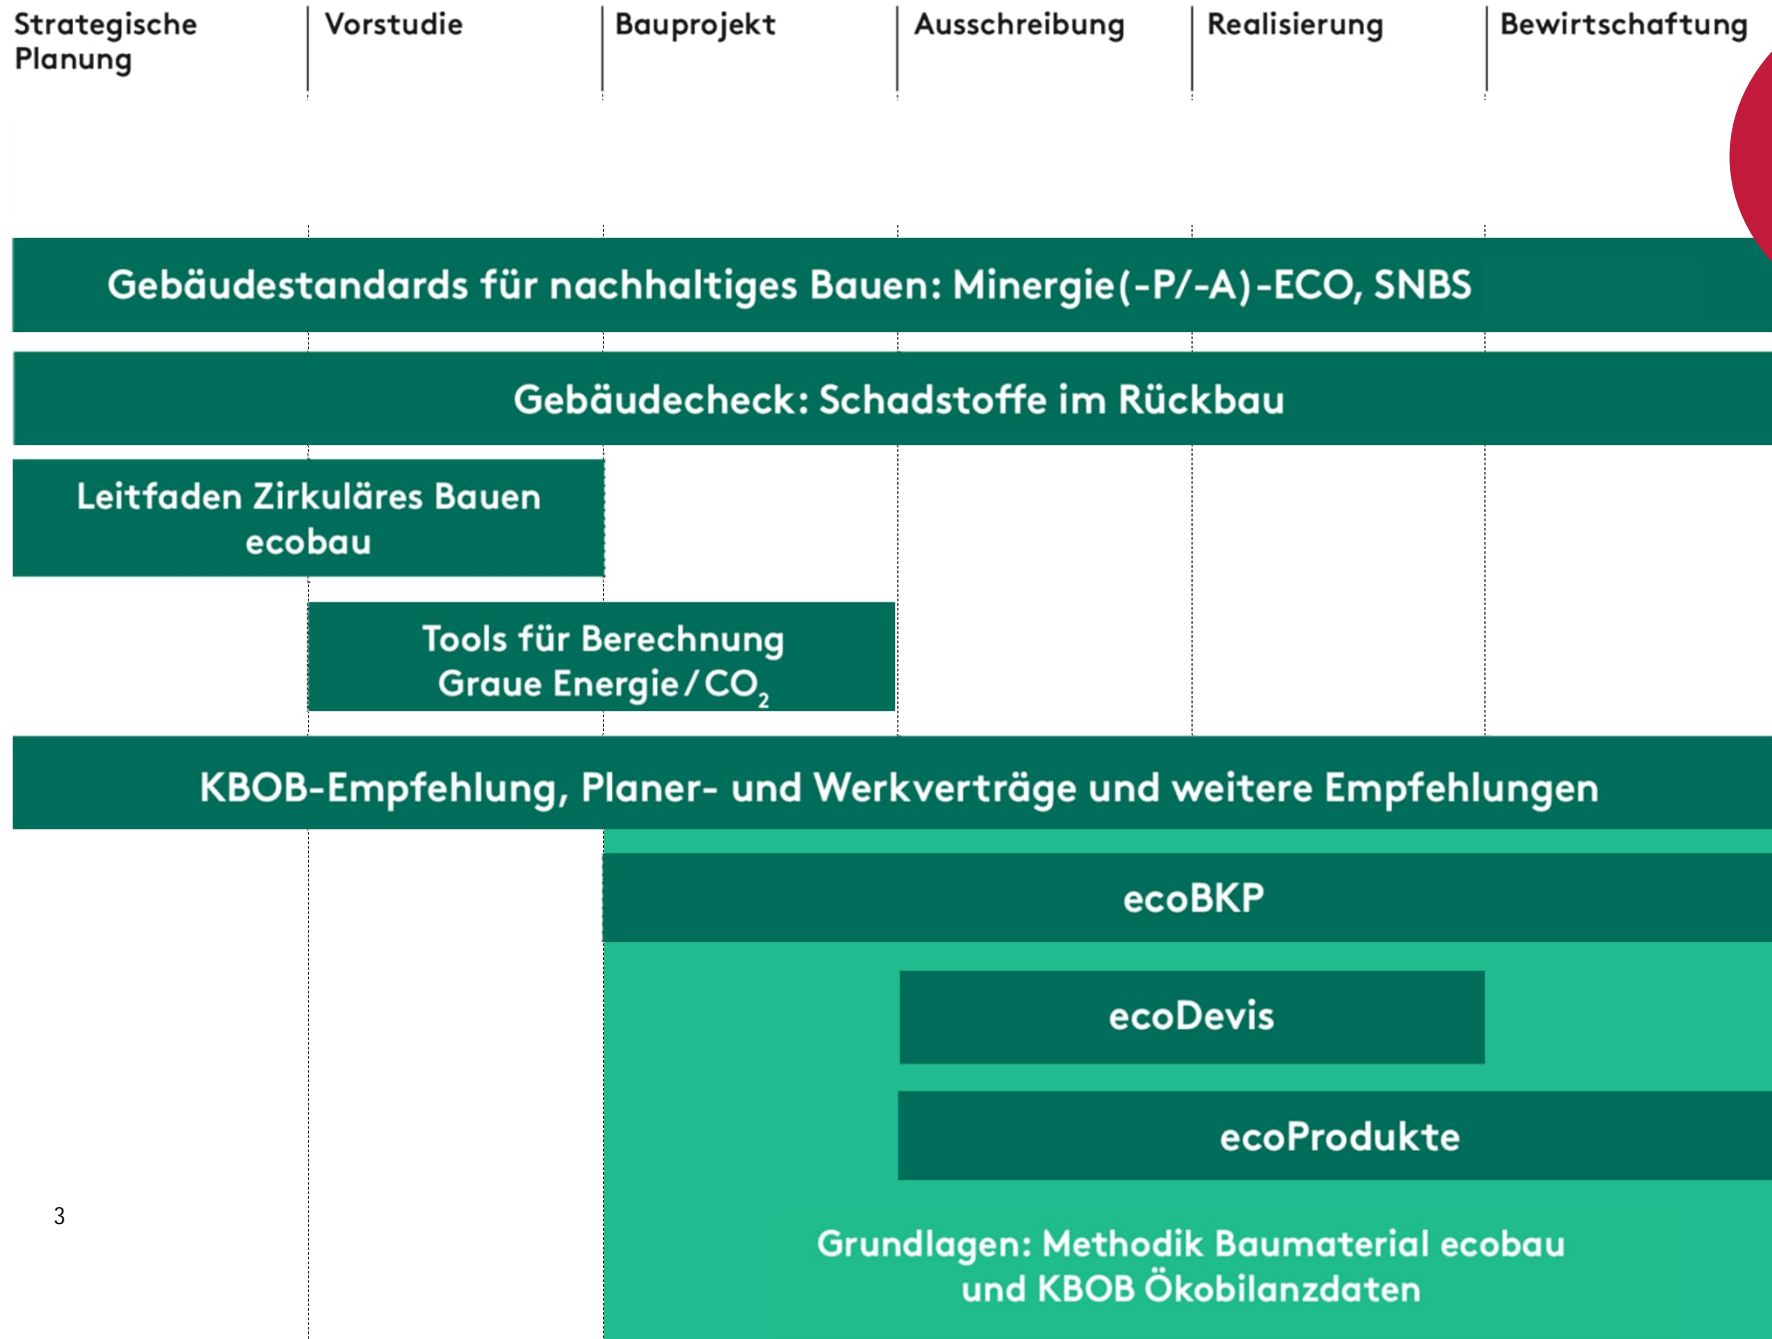 Strategische
Planung
Vorstudie
Bauprojekt
Ausschreibung
Realisierung
Bewirtschaftung
Gebäudestandards für nachhaltiges Bauen: Minergie(-P/-A)-ECO, SNBS
Gebäudecheck: Schadstoffe im Rückbau
Leitfaden Zirkuläres Bauen
ecobau
Tools für Berechnung
Graue Energie/CO₂
KBOB-Empfehlung, Planer- und Werkverträge und weitere Empfehlungen
ecoBKP
ecoDevis
ecoProdukte
3
Grundlagen: Methodik Baumaterial ecobau
und KBOB Ökobilanzdaten